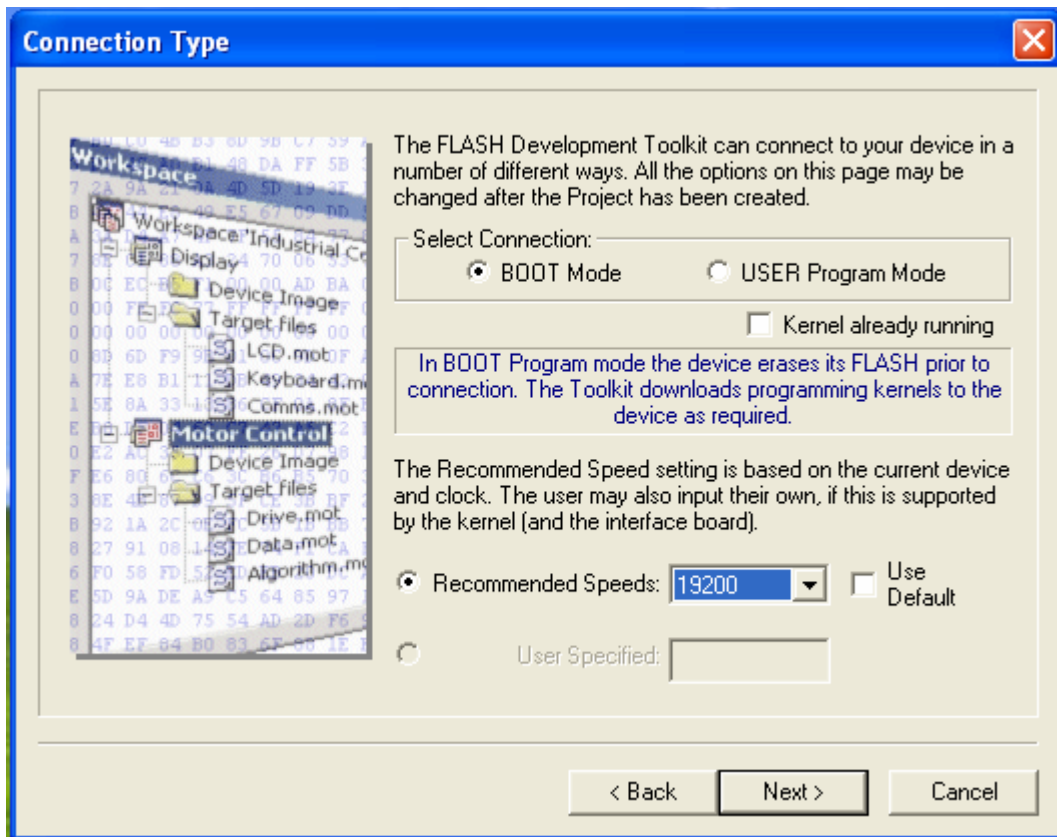 Connection Type
Workspace
Workspace 'Industrial Co
Display
Device Image
Target files
LCD.mot
Keyboard.m
Comms.mot
Motor Control
Device Image
Target files
Drive.mot
Data.mot
Algorithm.mo
The FLASH Development Toolkit can connect to your device in a
number of different ways. All the options on this page may be
changed after the Project has been created.
Select Connection:
BOOT Mode
USER Program Mode
Kernel already running
In BOOT Program mode the device erases its FLASH prior to
connection. The Toolkit downloads programming kernels to the
device as required.
The Recommended Speed setting is based on the current device
and clock. The user may also input their own, if this is supported
by the kernel (and the interface board).
Recommended Speeds: 19200
Use
Default
User Specified:
< Back
Next >
Cancel